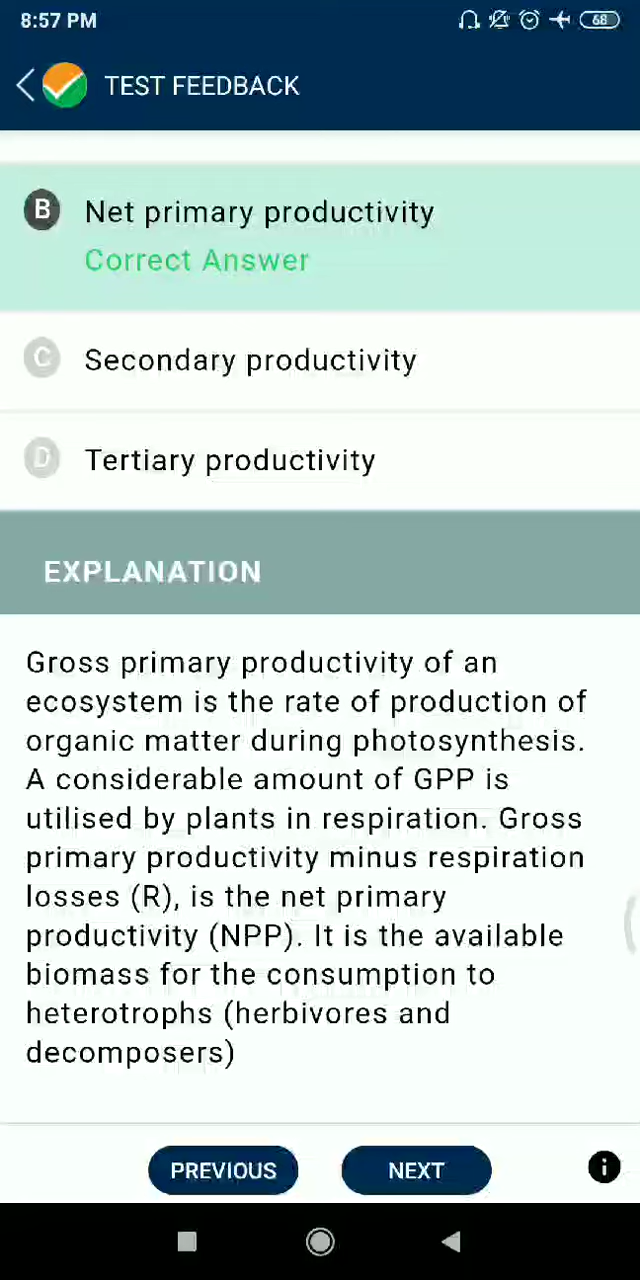 8:57 PM 68
TEST FEEDBACK
B Net primary productivity
Correct Answer
C Secondary productivity
D Tertiary productivity
EXPLANATION
Gross primary productivity of an
ecosystem is the rate of production of
organic matter during photosynthesis.
A considerable amount of GPP is
utilised by plants in respiration. Gross
primary productivity minus respiration
losses (R), is the net primary
productivity (NPP). It is the available
biomass for the consumption to
heterotrophs (herbivores and
decomposers)
PREVIOUS NEXT i